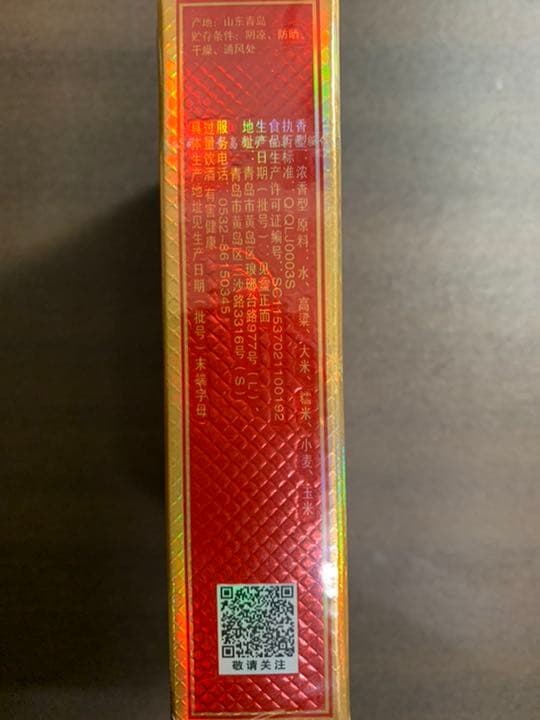 产地：山东青岛
贮存条件：阴凉、防晒、
干燥、通风处
香型：浓香型 原料：水、高粱、大米、糯米、小麦、玉米
执行标准：Q/QLJ0003S
食品生产许可证编号：SC11537021100192
生产日期（批号）：见盒正面
地址：青岛市黄岛区琅琊台路977号（L）、
青岛市黄岛区三沙路3316号（S）
服务电话：0532-86150345
过量饮酒 有害健康
具体生产地址见生产日期（批号）末端字母
敬请关注